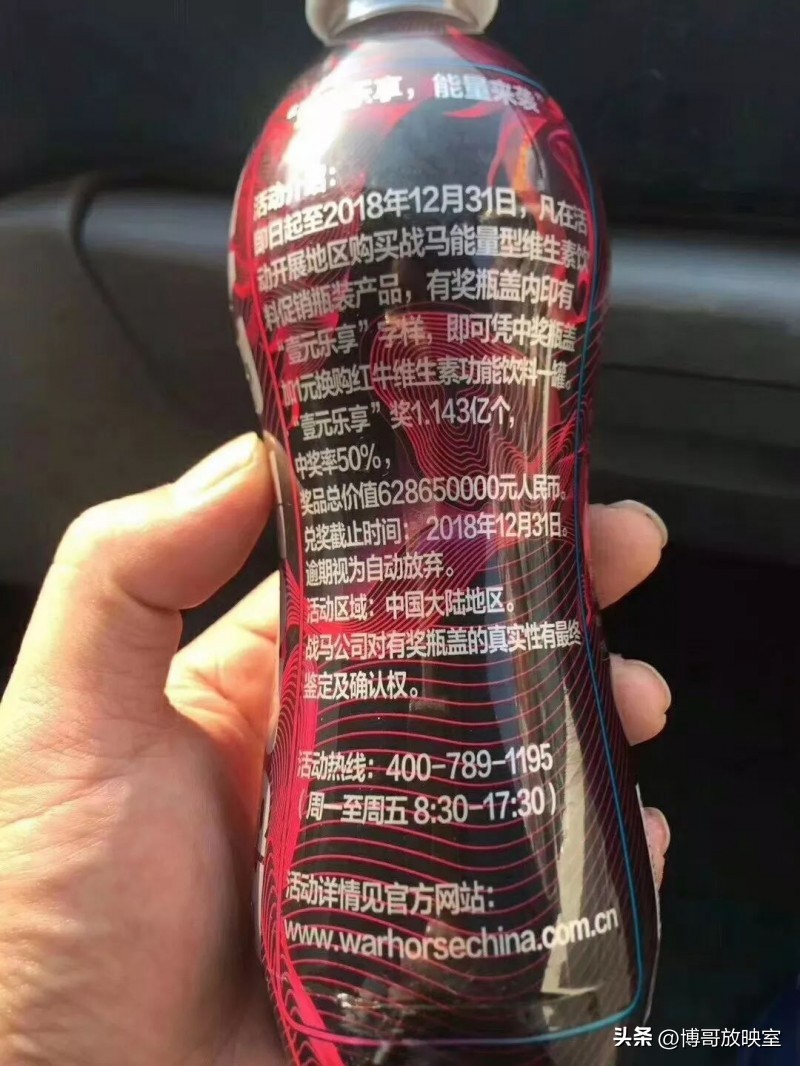 乐享，能量来袭"
活动介绍：
即日起至2018年12月31日，凡在活
动开展地区购买战马能量型维生素饮
料促销瓶装产品，有奖瓶盖内印有
“壹元乐享”字样，即可凭中奖瓶盖
加1元换购红牛维生素功能饮料一罐。
“壹元乐享”奖1.143亿个，
中奖率50%，
奖品总价值628650000元人民币。
兑奖截止时间：2018年12月31日。
逾期视为自动放弃。
活动区域：中国大陆地区。
战马公司对有奖瓶盖的真实性有最终
鉴定及确认权。
活动热线：400-789-1195
（周一至周五 8:30-17:30）
活动详情见官方网站：
www.warhorsechina.com.cn
头条 @博哥放映室